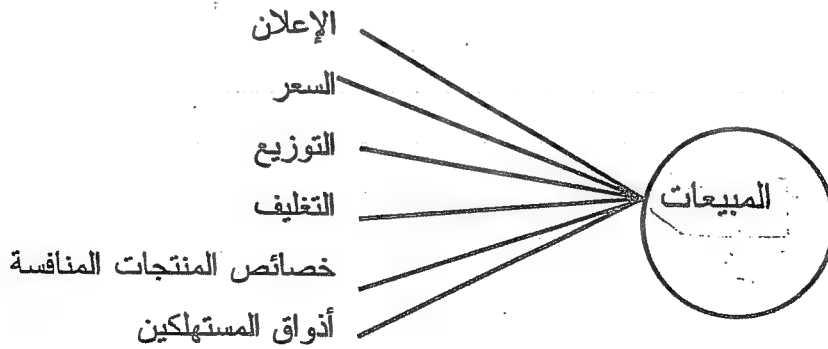 الإعلان
السعر
التوزيع
المبيعات
التغليف
خصائص المنتجات المنافسة
أذواق المستهلكين